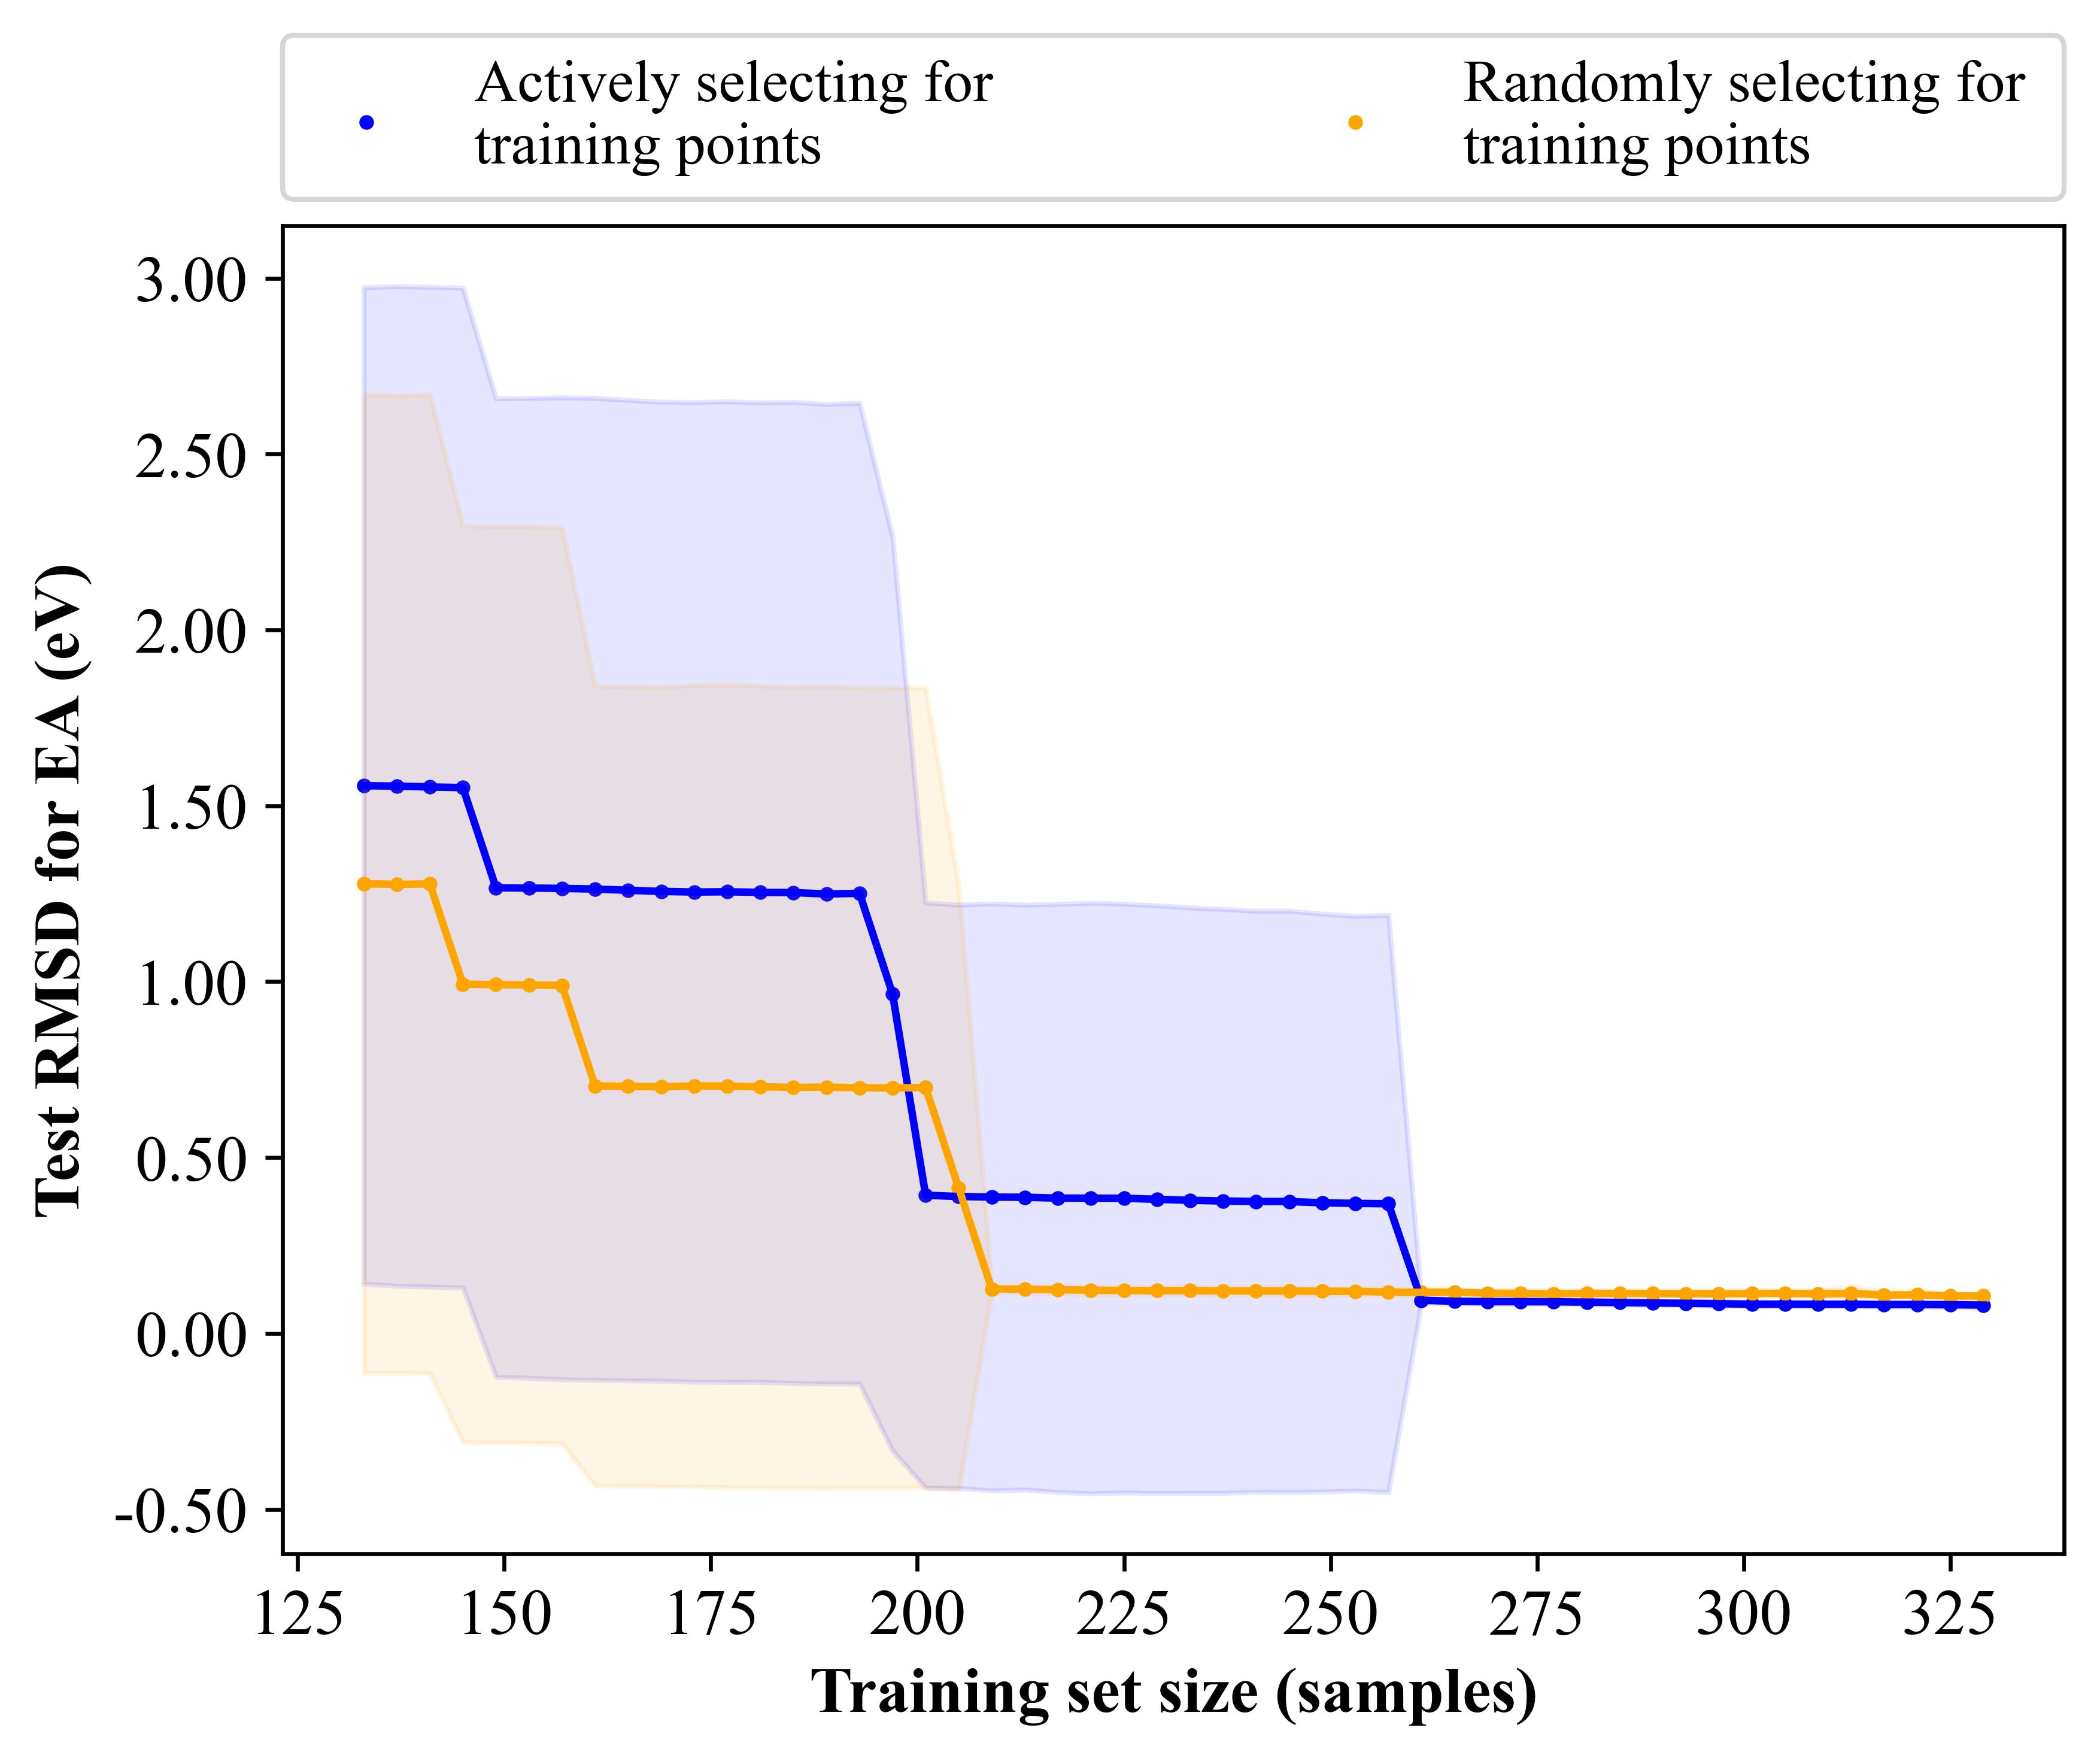 Actively selecting for
training points
Randomly selecting for
training points
3.00
2.50
2.00
1.50
1.00
0.50
0.00
-0.50
Test RMSD for EA (eV)
125 150 175 200 225 250 275 300 325
Training set size (samples)